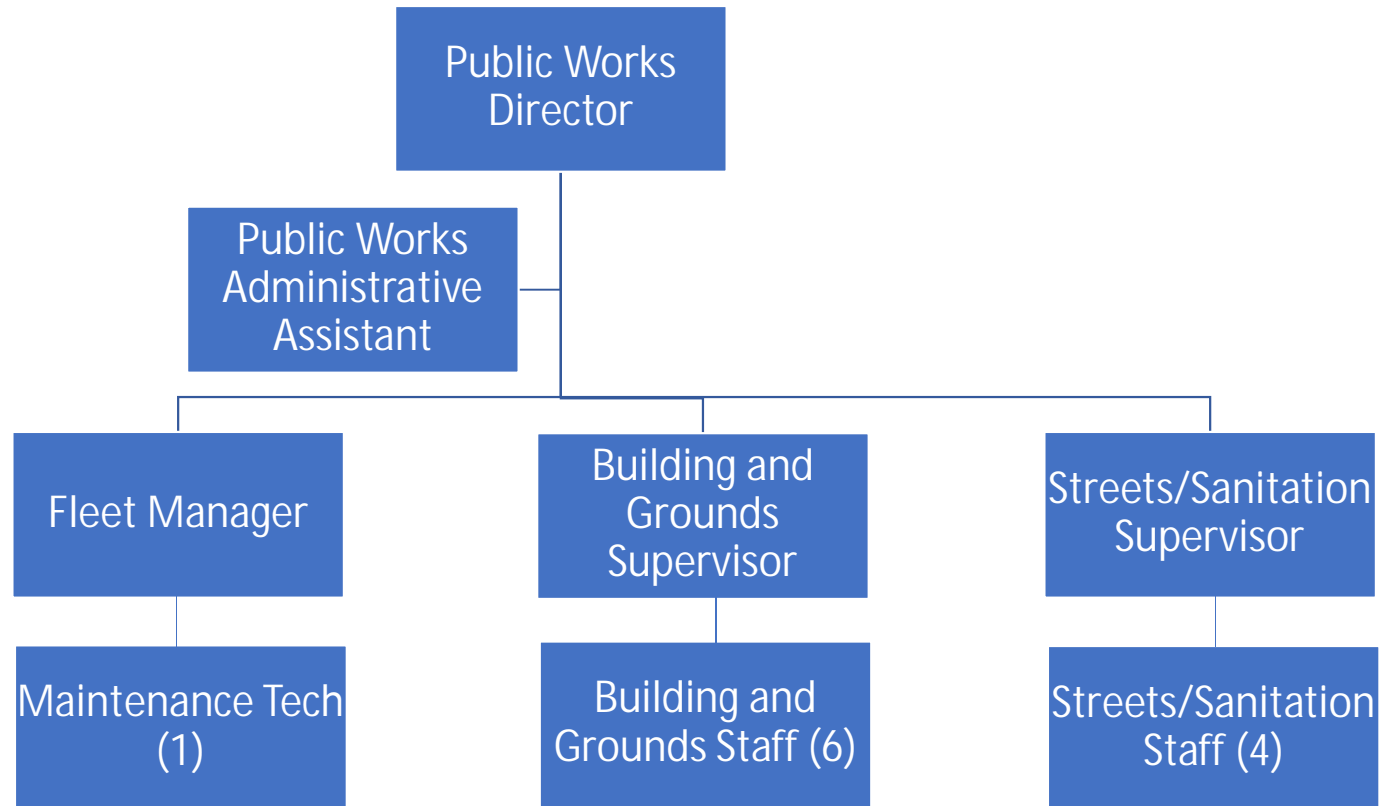 Public Works
Director
Public Works
Administrative
Assistant
Fleet Manager
Building and
Grounds
Supervisor
Streets/Sanitation
Supervisor
Maintenance Tech
(1)
Building and
Grounds Staff (6)
Streets/Sanitation
Staff (4)